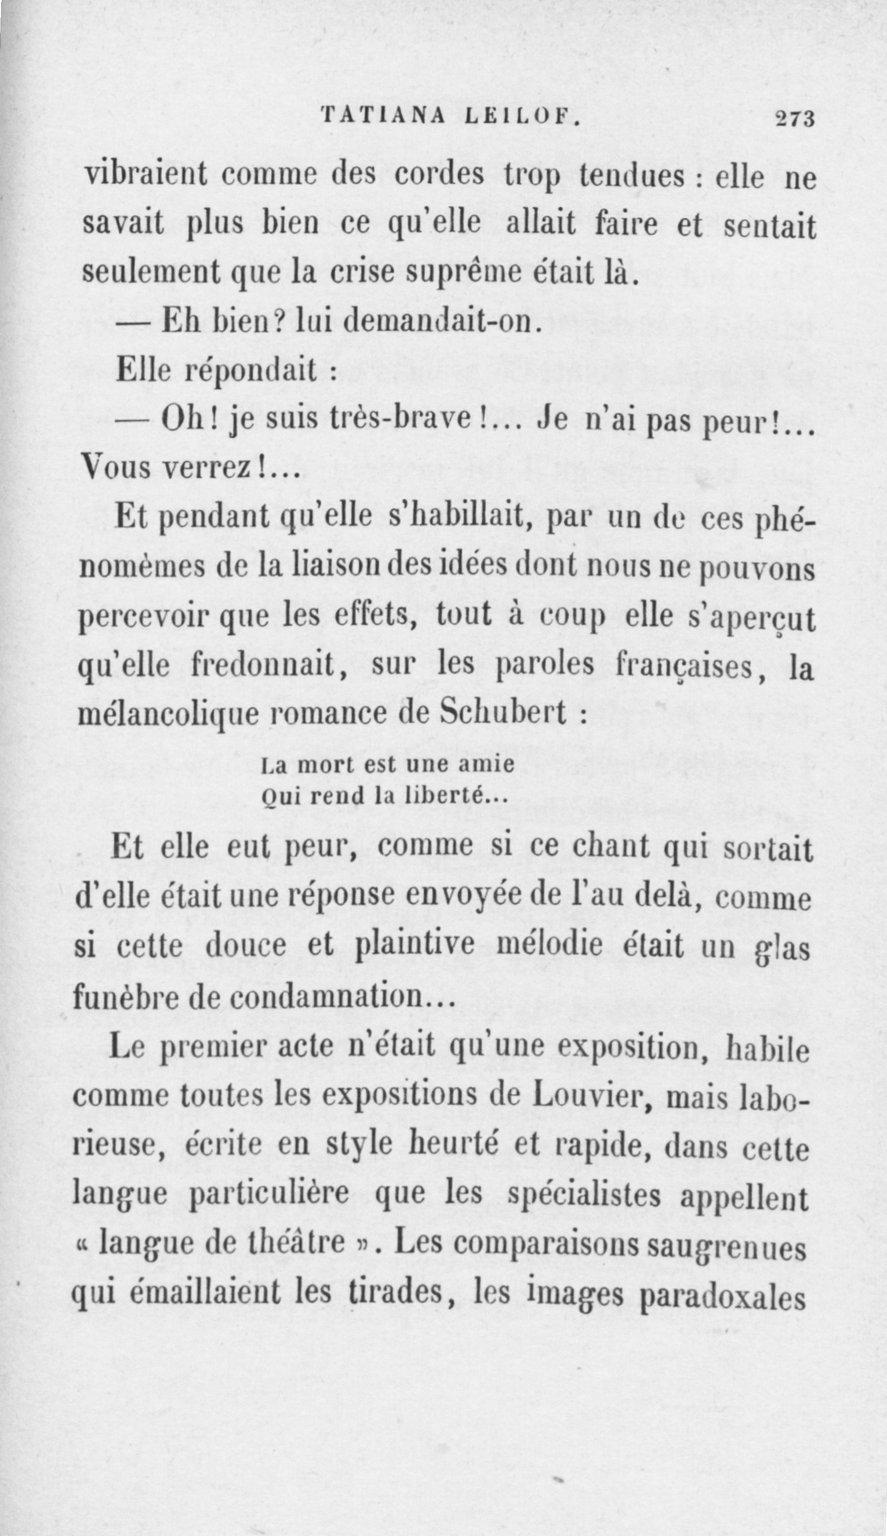 TATIANA LEILOF. 273
vibraient comme des cordes trop tendues : elle ne
savait plus bien ce qu'elle allait faire et sentait
seulement que la crise suprême était là.
— Eh bien? lui demandait-on.
Elle répondait :
— Oh! je suis très-brave!... Je n'ai pas peur!...
Vous verrez!...
Et pendant qu'elle s'habillait, par un de ces phé-
nomèmes de la liaison des idées dont nous ne pouvons
percevoir que les effets, tout à coup elle s'aperçut
qu'elle fredonnait, sur les paroles françaises, la
mélancolique romance de Schubert :
La mort est une amie
Qui rend la liberté...
Et elle eut peur, comme si ce chant qui sortait
d'elle était une réponse envoyée de l'au delà, comme
si cette douce et plaintive mélodie était un glas
funèbre de condamnation...
Le premier acte n'était qu'une exposition, habile
comme toutes les expositions de Louvier, mais labo-
rieuse, écrite en style heurté et rapide, dans cette
langue particulière que les spécialistes appellent
« langue de théâtre ». Les comparaisons saugrenues
qui émaillaient les tirades, les images paradoxales